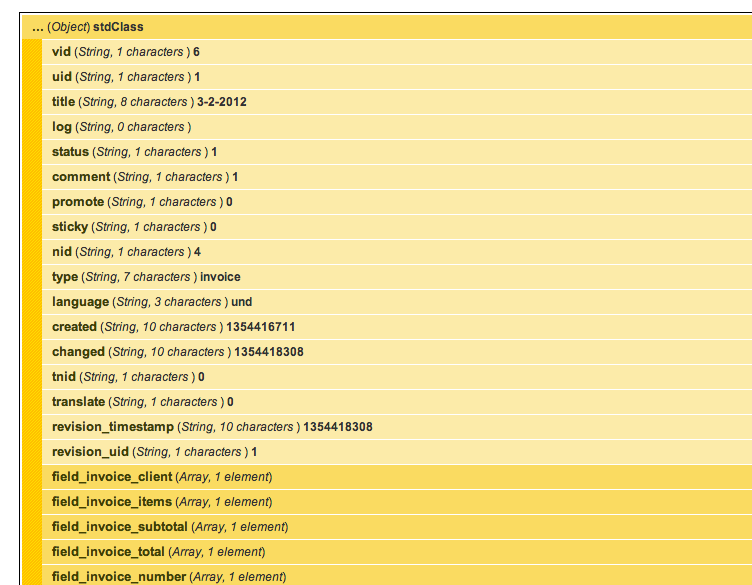 ... (Object) stdClass
vid (String, 1 characters ) 6
uid (String, 1 characters ) 1
title (String, 8 characters ) 3-2-2012
log (String, 0 characters )
status (String, 1 characters ) 1
comment (String, 1 characters ) 1
promote (String, 1 characters ) 0
sticky (String, 1 characters ) 0
nid (String, 1 characters ) 4
type (String, 7 characters ) invoice
language (String, 3 characters ) und
created (String, 10 characters ) 1354416711
changed (String, 10 characters ) 1354418308
tnid (String, 1 characters ) 0
translate (String, 1 characters ) 0
revision_timestamp (String, 10 characters ) 1354418308
revision_uid (String, 1 characters ) 1
field_invoice_client (Array, 1 element)
field_invoice_items (Array, 1 element)
field_invoice_subtotal (Array, 1 element)
field_invoice_total (Array, 1 element)
field_invoice_number (Array, 1 element)